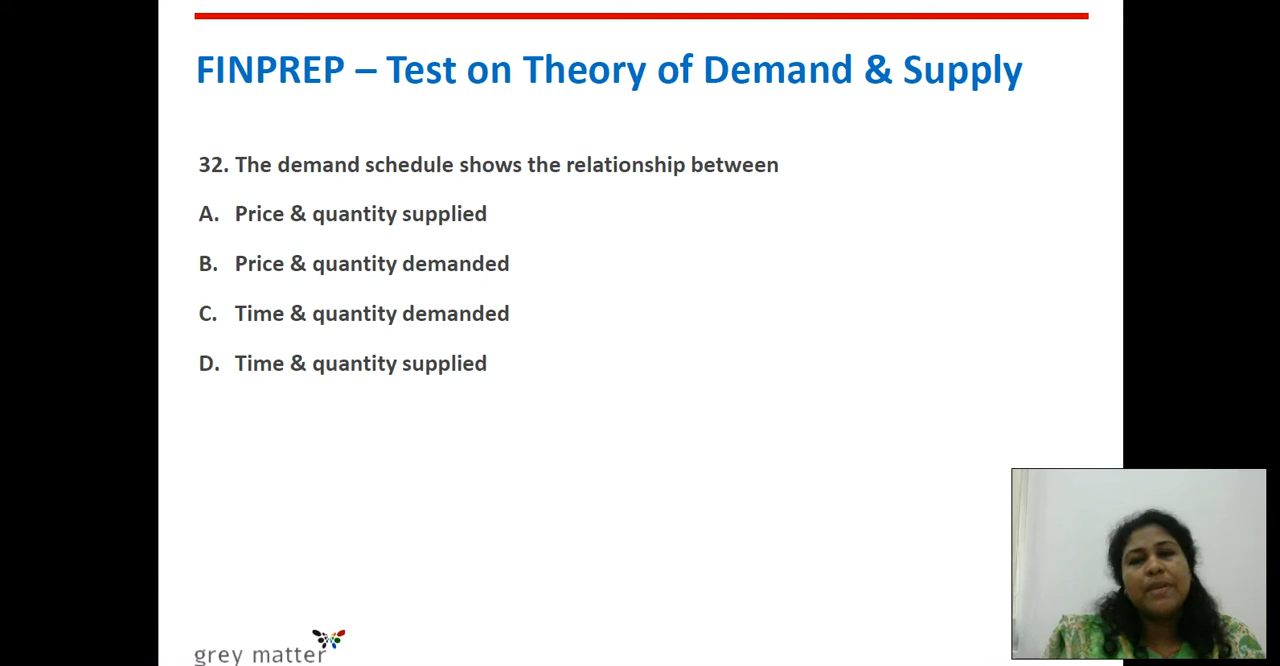 FINPREP – Test on Theory of Demand & Supply
32. The demand schedule shows the relationship between
A. Price & quantity supplied
B. Price & quantity demanded
C. Time & quantity demanded
D. Time & quantity supplied
grey matter